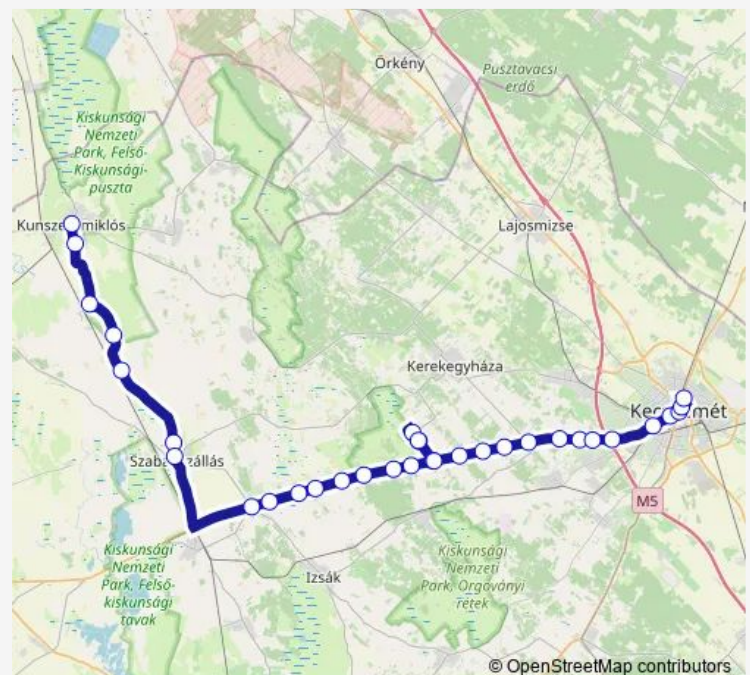 Örkény
Pusztavacsi
erdő
Kiskunsági
Nemzeti
Park, Felső-
Kiskunsági-
puszta
Lajosmizse
Kerekegyháza
M5
Kiskunsági
Nemzeti
Park, Felső-
kiskunsági
tavak
Izsák
Kiskunsági
Nemzeti
Park, Orgoványi
rétek
© OpenStreetMap contributors